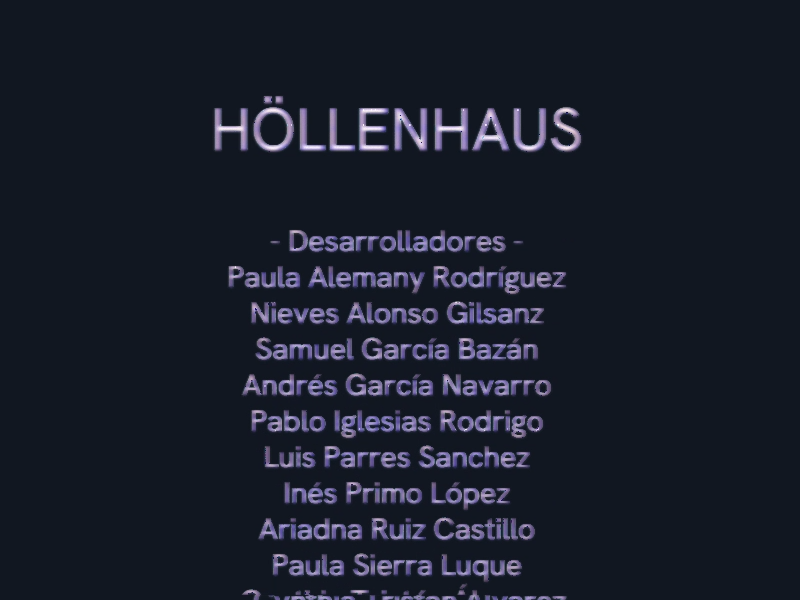 HÖLLENHAUS
- Desarrolladores -
Paula Alemany Rodríguez
Nieves Alonso Gilsanz
Samuel García Bazán
Andrés García Navarro
Pablo Iglesias Rodrigo
Luis Parres Sanchez
Inés Primo López
Ariadna Ruiz Castillo
Paula Sierra Luque